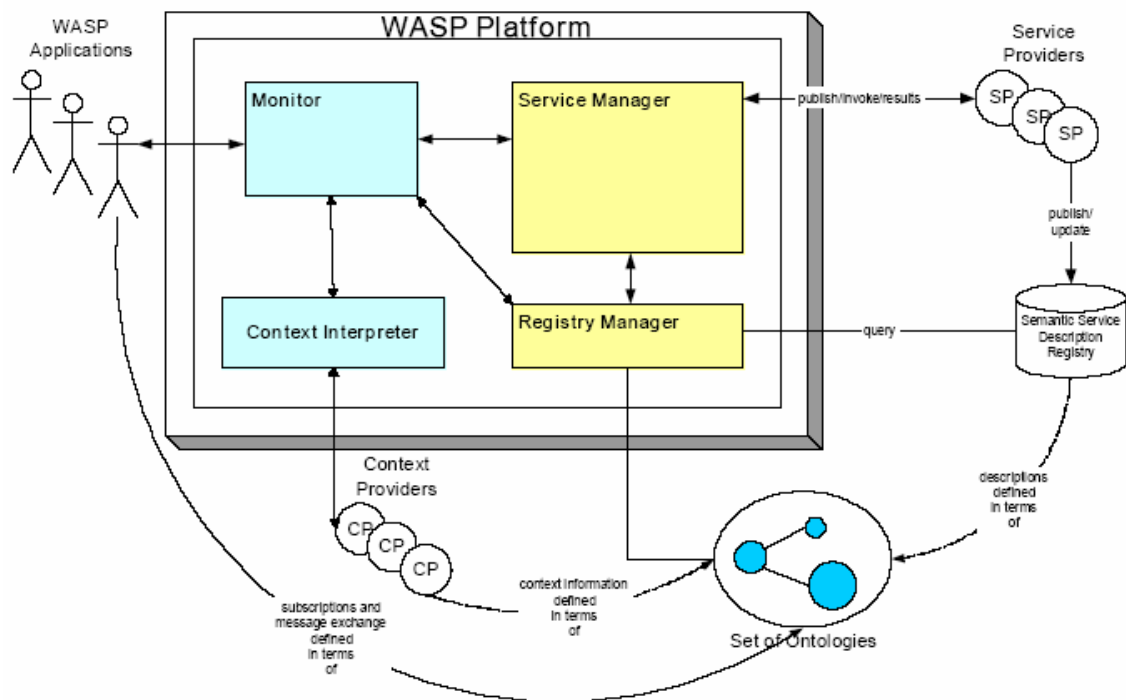 WASP
Applications
WASP Platform
Service
Providers
Monitor
Service Manager
publish/invoke/results
SP
SP
SP
publish/
update
Context Interpreter
Registry Manager
query
Semantic Service
Description
Registry
Context
Providers
CP
CP
CP
descriptions
defined
in terms
of
context information
defined
in terms
of
subscriptions and
message exchange
defined
in terms
of
Set of Ontologies